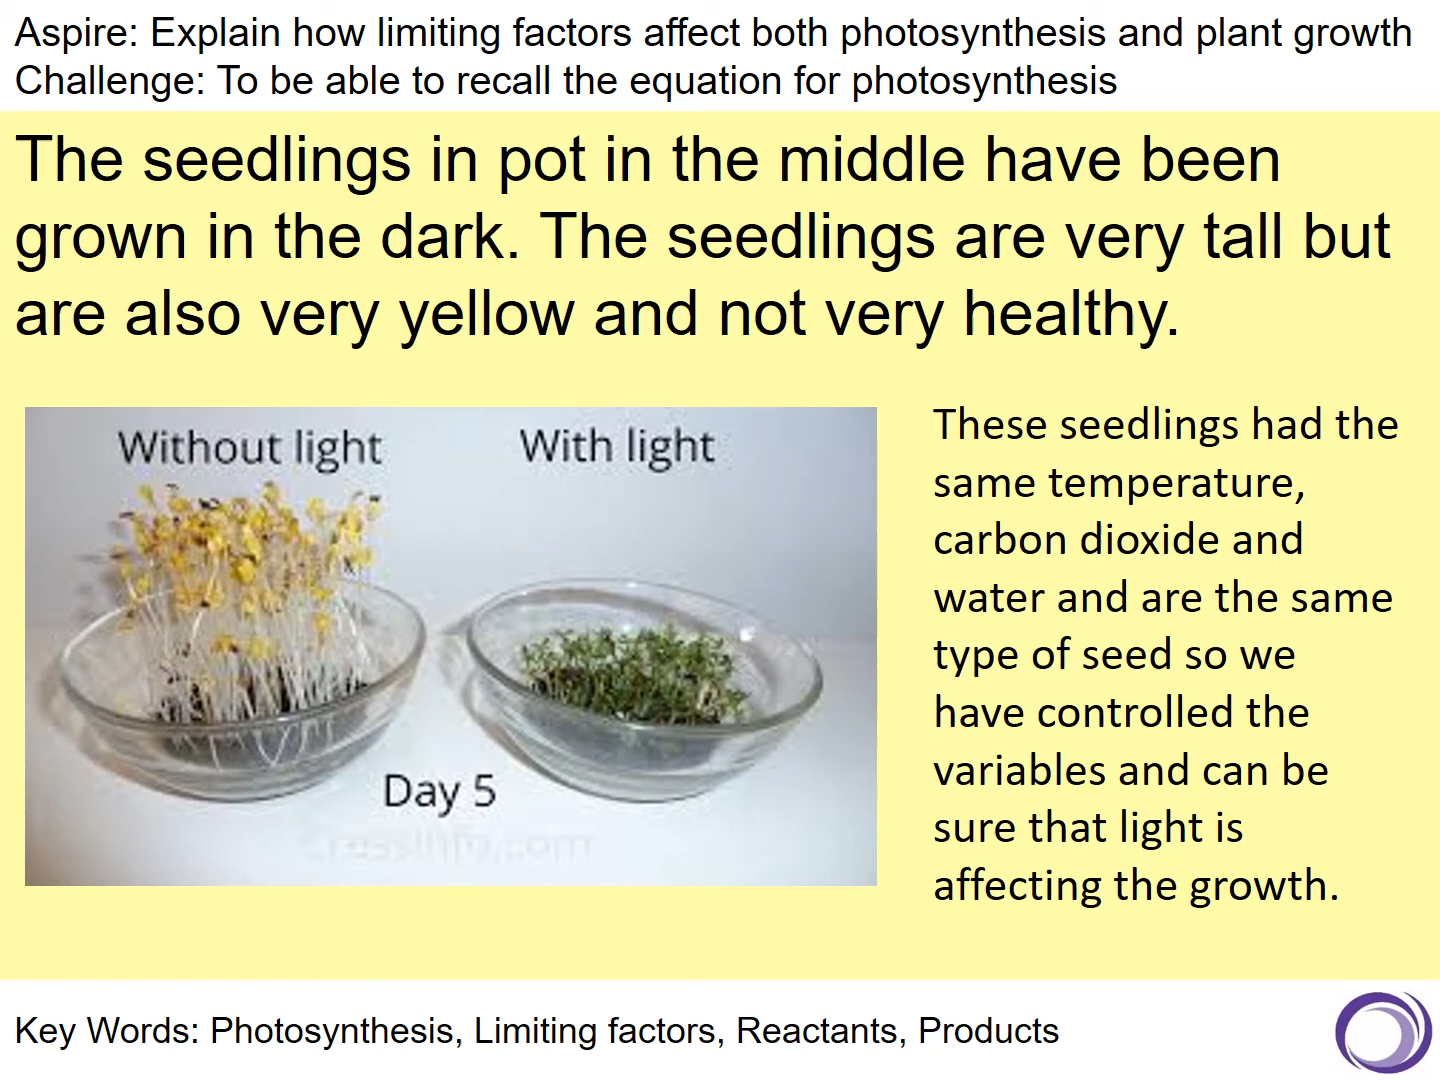 Aspire: Explain how limiting factors affect both photosynthesis and plant growth
Challenge: To be able to recall the equation for photosynthesis
The seedlings in pot in the middle have been
grown in the dark. The seedlings are very tall but
are also very yellow and not very healthy.
Without light
With light
Day 5
These seedlings had the
same temperature,
carbon dioxide and
water and are the same
type of seed so we
have controlled the
variables and can be
sure that light is
affecting the growth.
Key Words: Photosynthesis, Limiting factors, Reactants, Products